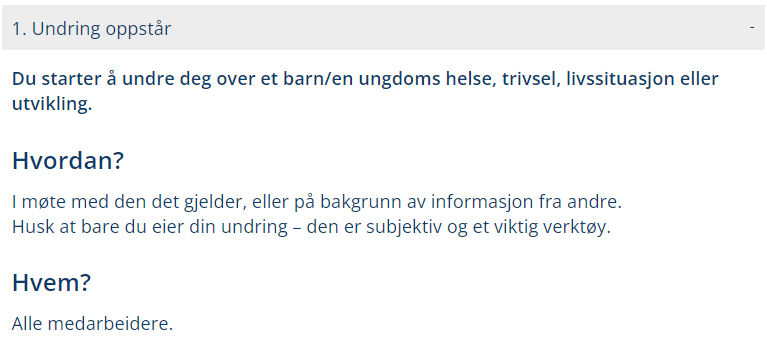 1. Undring oppstår -
Du starter å undre deg over et barn/en ungdoms helse, trivsel, livssituasjon eller
utvikling.
Hvordan?
I møte med den det gjelder, eller på bakgrunn av informasjon fra andre.
Husk at bare du eier din undring – den er subjektiv og et viktig verktøy.
Hvem?
Alle medarbeidere.